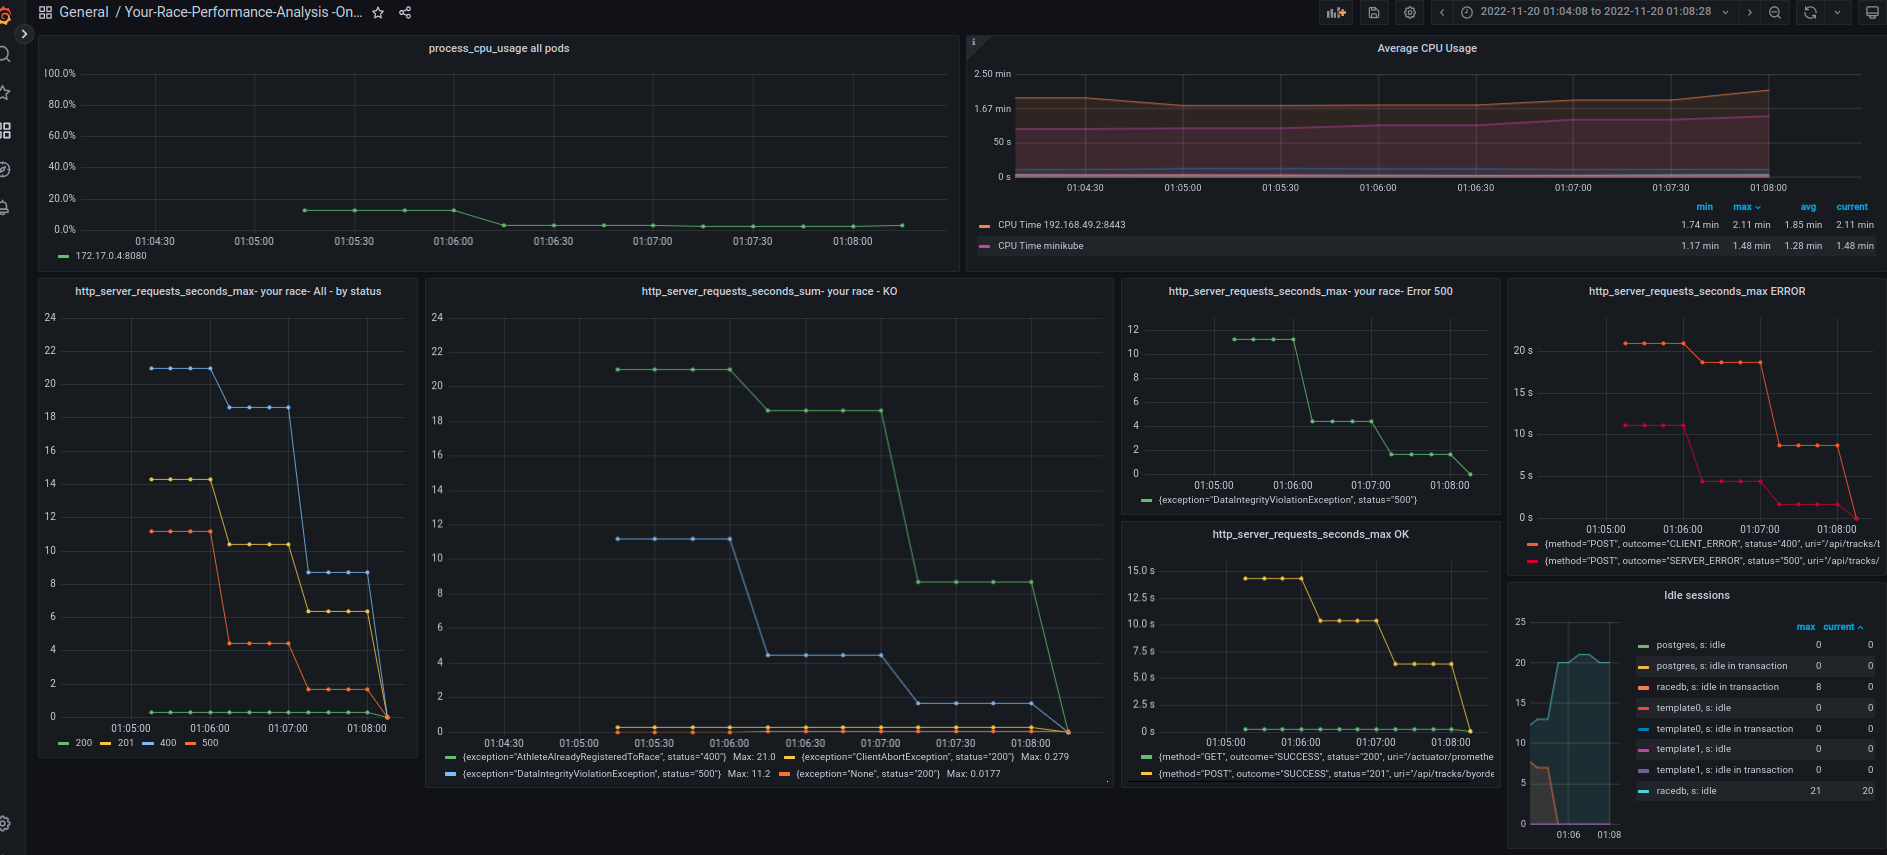 General / Your-Race-Performance-Analysis -On...
2022-11-20 01:04:08 to 2022-11-20 01:08:28
process_cpu_usage all pods
100.0%
80.0%
60.0%
40.0%
20.0%
0.0%
01:04:30 01:05:00 01:05:30 01:06:00 01:06:30 01:07:00 01:07:30 01:08:00
172.17.0.4:8080
i
Average CPU Usage
2.50 min
1.67 min
50 s
0 s
01:04:30 01:05:00 01:05:30 01:06:00 01:06:30 01:07:00 01:07:30 01:08:00
min max avg current
CPU Time 192.168.49.2:8443 1.74 min 2.11 min 1.85 min 2.11 min
CPU Time minikube 1.17 min 1.48 min 1.28 min 1.48 min
http_server_requests_seconds_max- your race- All - by status
24
22
20
18
16
14
12
10
8
6
4
2
0
01:05:00 01:06:00 01:07:00 01:08:00
200 201 400 500
http_server_requests_seconds_sum- your race - KO
24
22
20
18
16
14
12
10
8
6
4
2
0
01:04:30 01:05:00 01:05:30 01:06:00 01:06:30 01:07:00 01:07:30 01:08:00
{exception="AthleteAlreadyRegisteredToRace", status="400"} Max: 21.0 {exception="ClientAbortException", status="200"} Max: 0.279
{exception="DataIntegrityViolationException", status="500"} Max: 11.2 {exception="None", status="200"} Max: 0.0177
http_server_requests_seconds_max- your race- Error 500
12
10
8
6
4
2
0
01:05:00 01:06:00 01:07:00 01:08:00
{exception="DataIntegrityViolationException", status="500"}
http_server_requests_seconds_max OK
15.0 s
12.5 s
10.0 s
7.5 s
5.0 s
2.5 s
0 s
01:05:00 01:06:00 01:07:00 01:08:00
{method="GET", outcome="SUCCESS", status="200", uri="/actuator/promethe
{method="POST", outcome="SUCCESS", status="201", uri="/api/tracks/byorde
http_server_requests_seconds_max ERROR
20 s
15 s
10 s
5 s
0 s
01:05:00 01:06:00 01:07:00 01:08:00
{method="POST", outcome="CLIENT_ERROR", status="400", uri="/api/tracks/b
{method="POST", outcome="SERVER_ERROR", status="500", uri="/api/tracks/
Idle sessions
25
20
15
10
5
0
01:06 01:08
max current
postgres, s: idle 0 0
postgres, s: idle in transaction 0 0
racedb, s: idle in transaction 8 0
template0, s: idle 0 0
template0, s: idle in transaction 0 0
template1, s: idle 0 0
template1, s: idle in transaction 0 0
racedb, s: idle 21 20